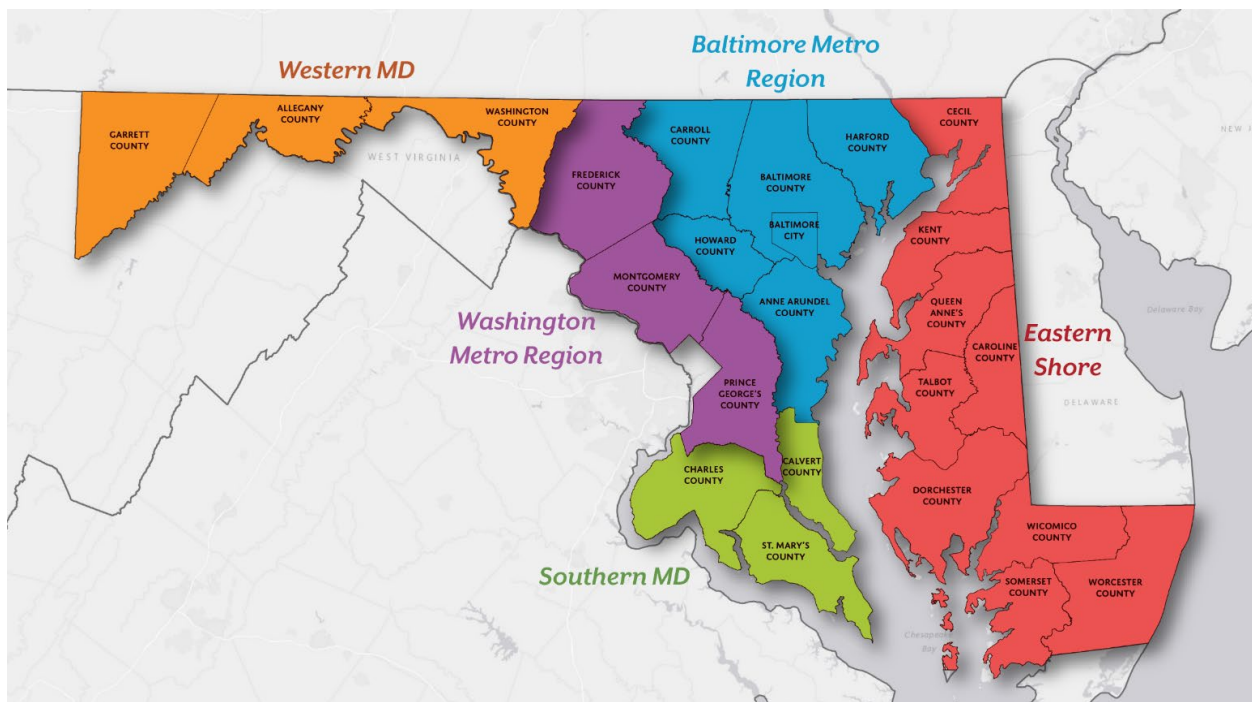 Baltimore Metro
Region
Western MD
GARRETT
COUNTY
ALLEGANY
COUNTY
WASHINGTON
COUNTY
WEST VIRGINIA
FREDERICK
COUNTY
CARROLL
COUNTY
BALTIMORE
COUNTY
HARFORD
COUNTY
CECIL
COUNTY
NEW
HOWARD
COUNTY
BALTIMORE
CITY
KENT
COUNTY
MONTGOMERY
COUNTY
ANNE ARUNDEL
COUNTY
QUEEN
ANNE'S
COUNTY
Delaware Bay
Washington
Metro Region
CAROLINE
COUNTY
Eastern
Shore
TALBOT
COUNTY
PRINCE
GEORGE'S
COUNTY
DELAWARE
CHARLES
COUNTY
CALVERT
COUNTY
DORCHESTER
COUNTY
WICOMICO
COUNTY
ST. MARY'S
COUNTY
Southern MD
SOMERSET
COUNTY
WORCESTER
COUNTY
Chesapeake
Bay